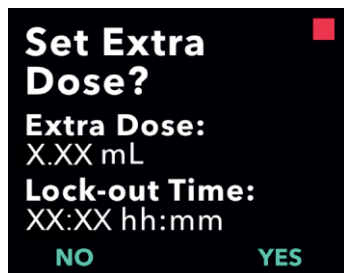 Set Extra
Dose?
Extra Dose:
X.XX mL
Lock-out Time:
XX:XX hh:mm
NO YES